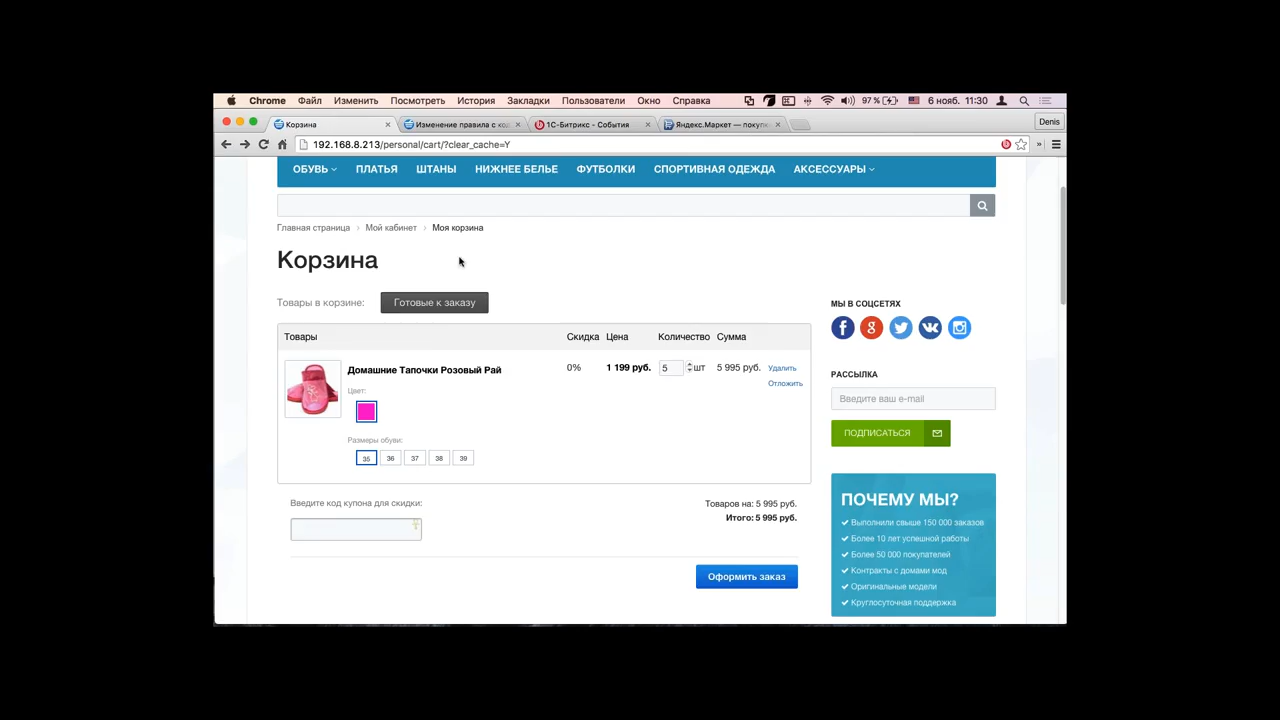 Chrome Файл Изменить Посмотреть История Закладки Пользователи Окно Справка 97 % 6 нояб. 11:30
Корзина Изменение правила с ко 1С-Битрикс - События Яндекс.Маркет — покупе Denis
192.168.8.213/personal/cart/?clear_cache=Y
ОБУВЬ ПЛАТЬЯ ШТАНЫ НИЖНЕЕ БЕЛЬЕ ФУТБОЛКИ СПОРТИВНАЯ ОДЕЖДА АКСЕССУАРЫ
Главная страница Мой кабинет Моя корзина
Корзина
Товары в корзине: Готовые к заказу
Товары Скидка Цена Количество Сумма
Домашние Тапочки Розовый Рай 0% 1 199 руб. 5 шт 5 995 руб. Удалить
Отложить
Цвет:
Размеры обуви:
35 36 37 38 39
Введите код купона для скидки:
Товаров на: 5 995 руб.
Итого: 5 995 руб.
Оформить заказ
МЫ В СОЦСЕТЯХ
РАССЫЛКА
Введите ваш e-mail
ПОДПИСАТЬСЯ
ПОЧЕМУ МЫ?
Выполнили свыше 150 000 заказов
Более 10 лет успешной работы
Более 50 000 покупателей
Контракты с домами мод
Оригинальные модели
Круглосуточная поддержка